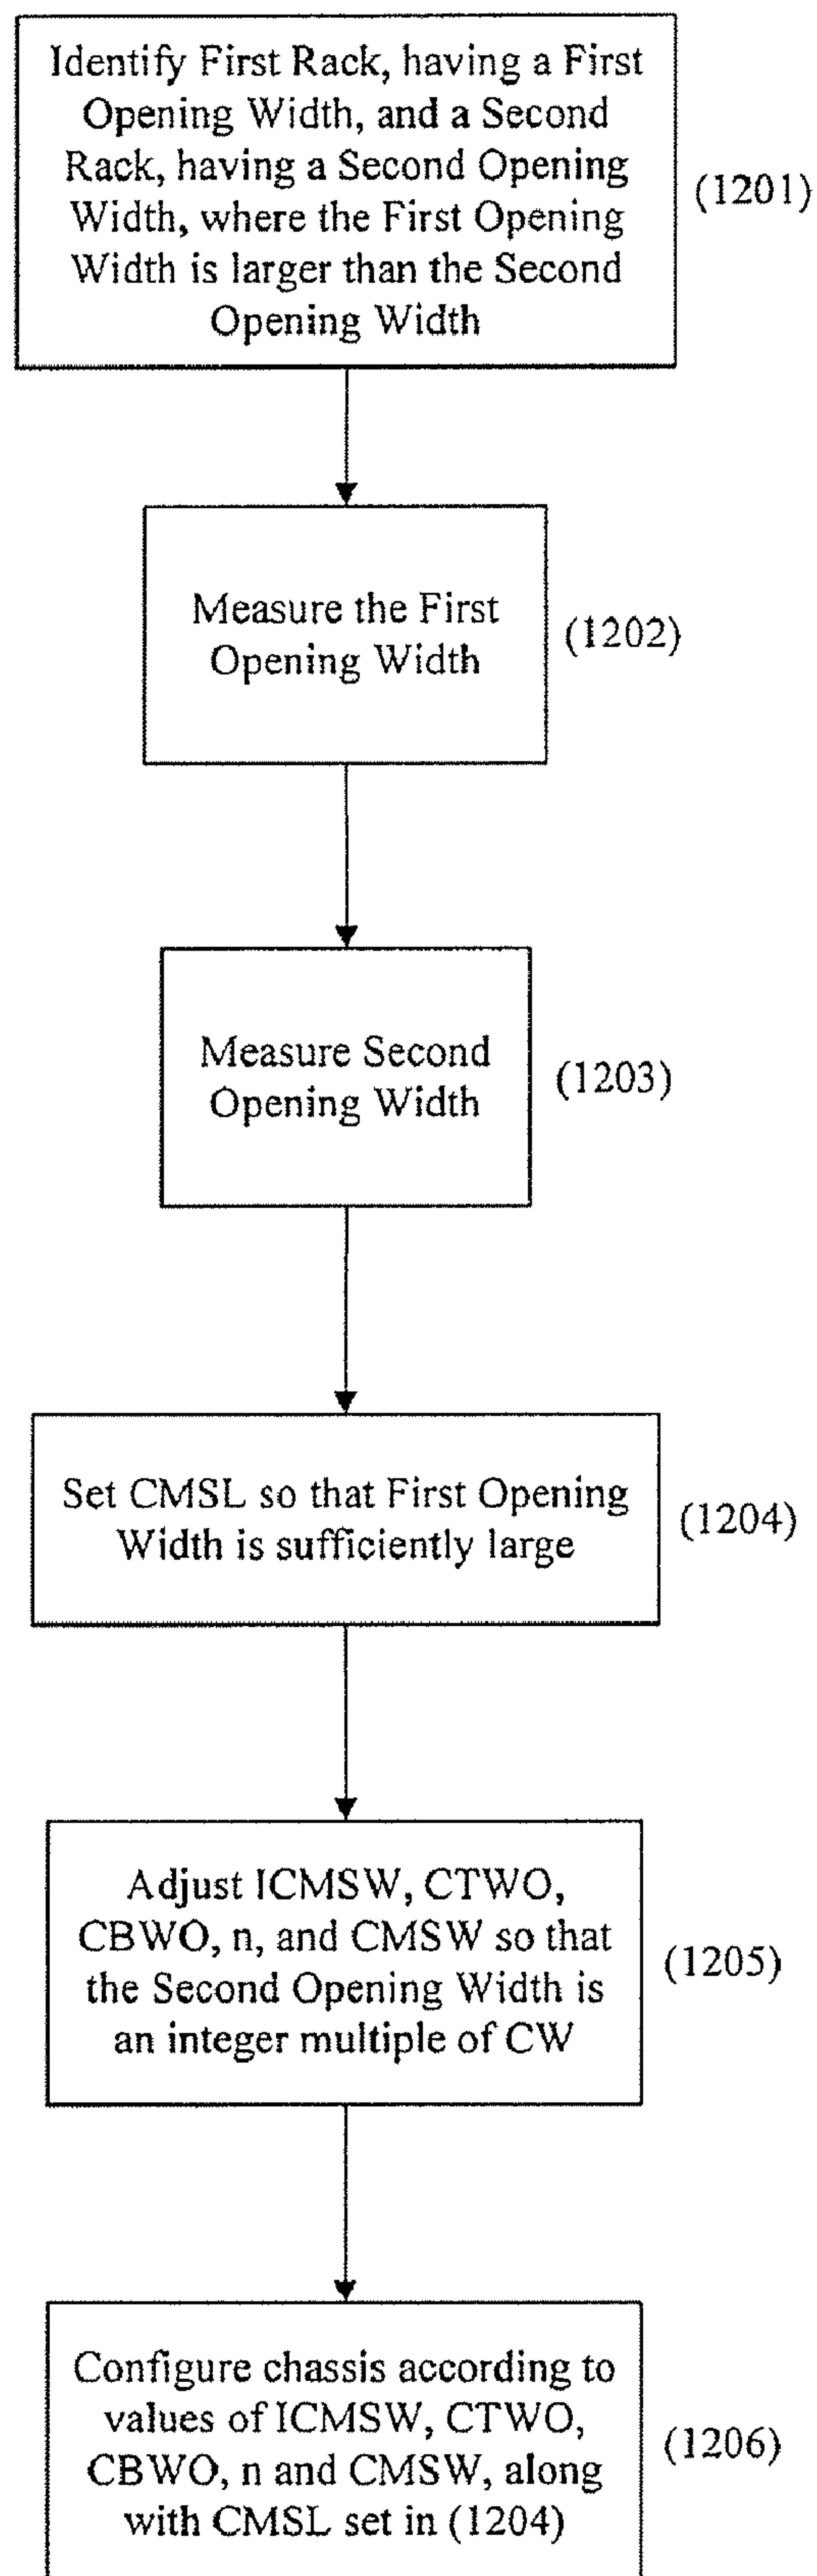 Identify First Rack, having a First
Opening Width, and a Second
Rack, having a Second Opening
Width, where the First Opening
Width is larger than the Second
Opening Width
(1201)
Measure the First
Opening Width
(1202)
Measure Second
Opening Width
(1203)
Set CMSL so that First Opening
Width is sufficiently large
(1204)
Adjust ICMSW, CTWO,
CBWO, n, and CMSW so that
the Second Opening Width is
an integer multiple of CW
(1205)
Configure chassis according to
values of ICMSW, CTWO,
CBWO, n and CMSW, along
with CMSL set in (1204)
(1206)